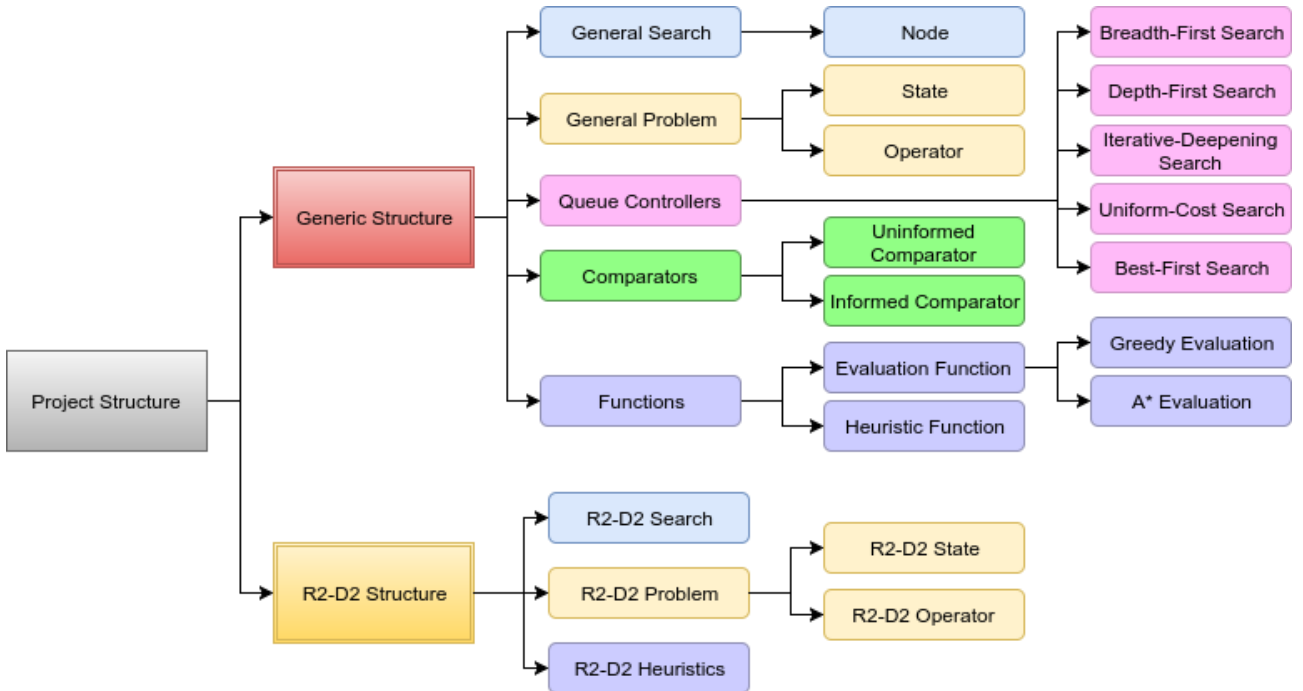 Project Structure
Generic Structure
General Search
Node
General Problem
State
Operator
Queue Controllers
Breadth-First Search
Depth-First Search
Iterative-Deepening
Search
Uniform-Cost Search
Best-First Search
Comparators
Uninformed
Comparator
Informed Comparator
Functions
Evaluation Function
Greedy Evaluation
A* Evaluation
Heuristic Function
R2-D2 Structure
R2-D2 Search
R2-D2 Problem
R2-D2 State
R2-D2 Operator
R2-D2 Heuristics